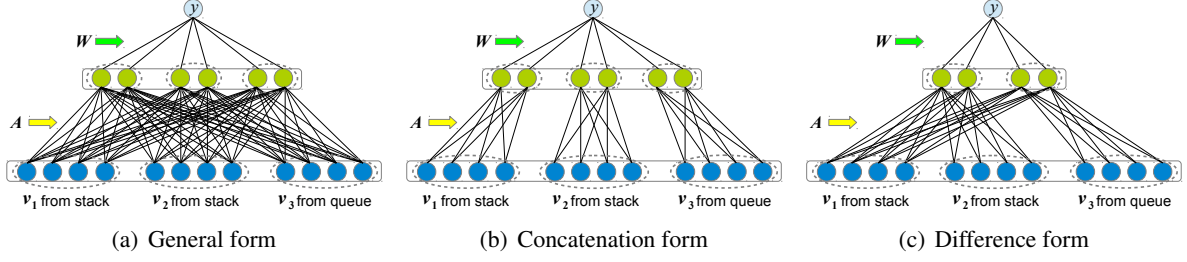 y
W
A
v1 from stack
v2 from stack
v3 from queue
(a) General form
y
W
A
v1 from stack
v2 from stack
v3 from queue
(b) Concatenation form
y
W
A
v1 from stack
v2 from stack
v3 from queue
(c) Difference form